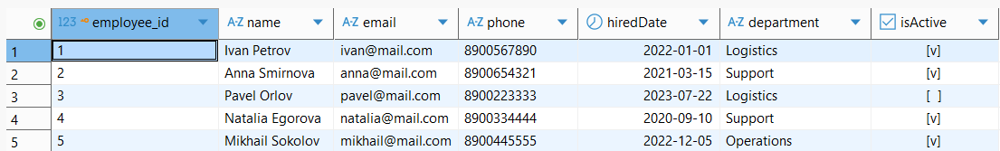 123 employee_id A-Z name A-Z email A-Z phone hiredDate A-Z department isActive
1 1 Ivan Petrov ivan@mail.com 8900567890 2022-01-01 Logistics [v]
2 2 Anna Smirnova anna@mail.com 8900654321 2021-03-15 Support [v]
3 3 Pavel Orlov pavel@mail.com 8900223333 2023-07-22 Logistics [ ]
4 4 Natalia Egorova natalia@mail.com 8900334444 2020-09-10 Support [v]
5 5 Mikhail Sokolov mikhail@mail.com 8900445555 2022-12-05 Operations [v]